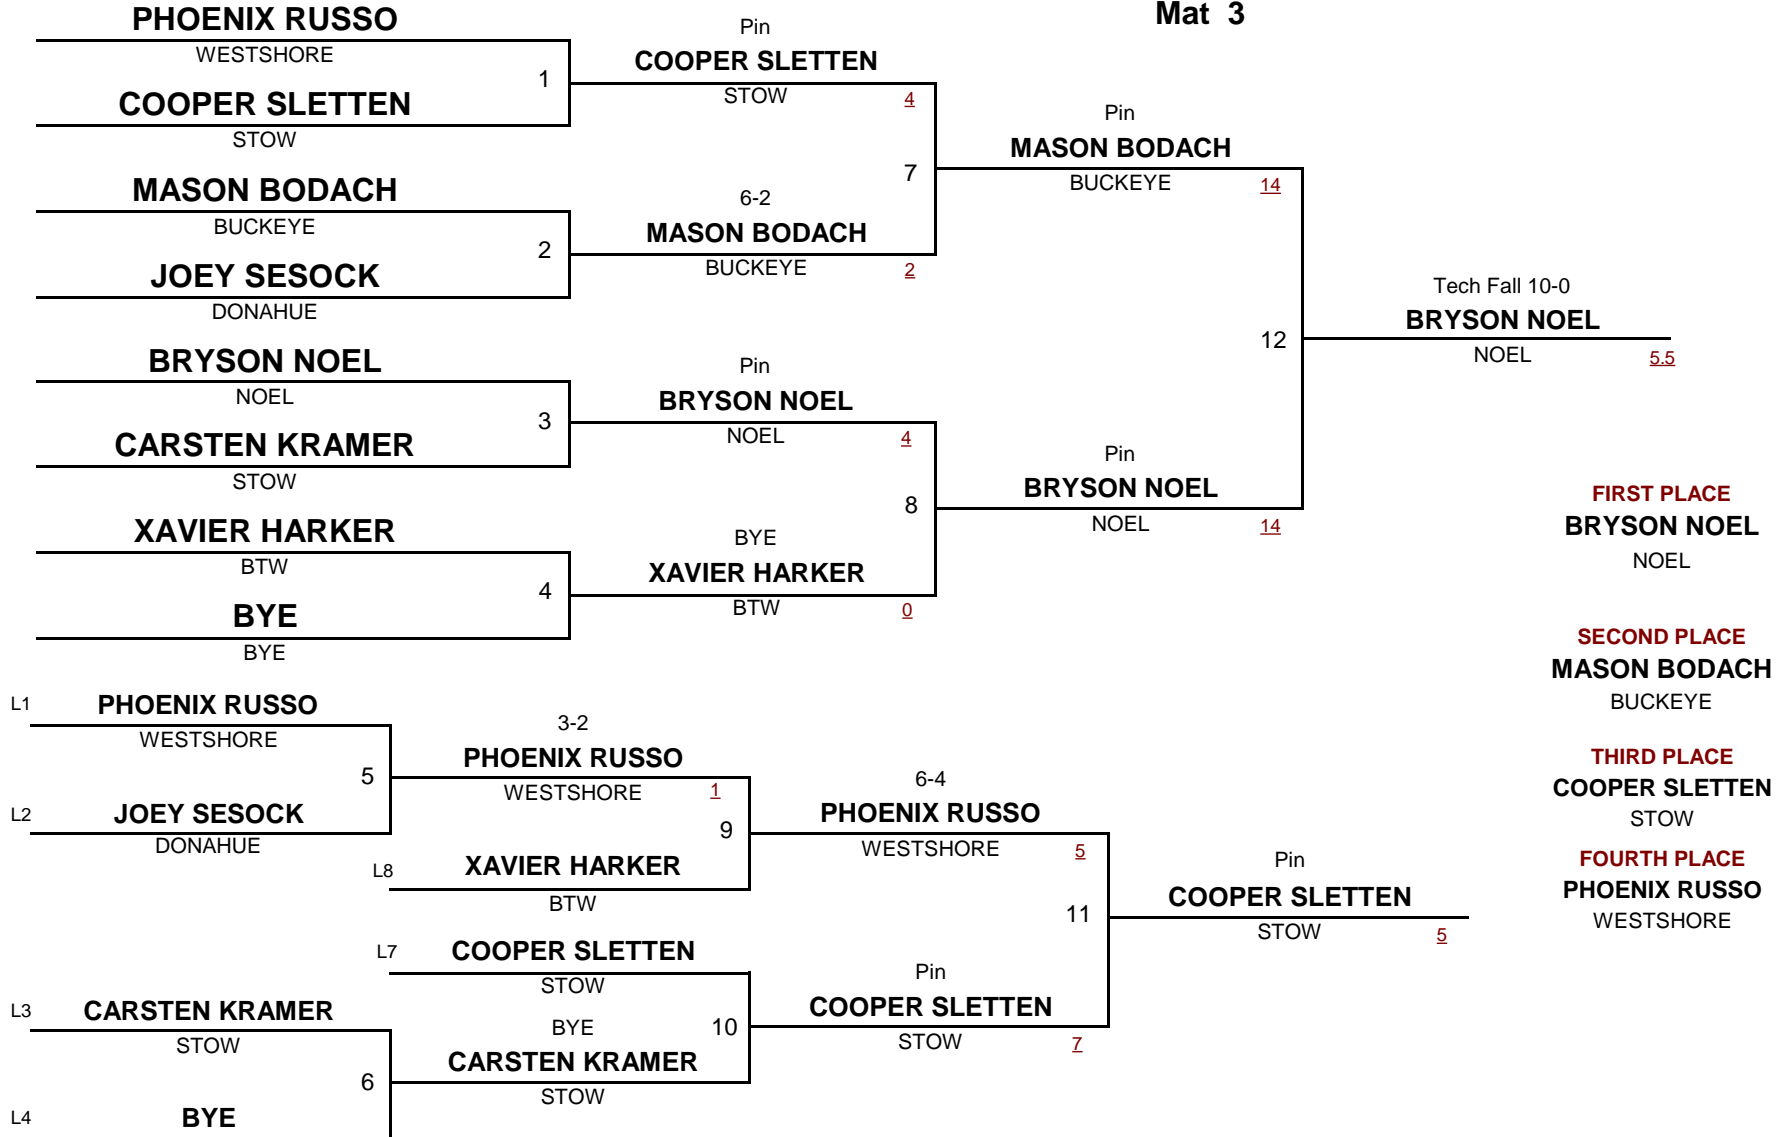 Mat 3
PHOENIX RUSSO
WESTSHORE
1
COOPER SLETTEN
STOW
MASON BODACH
BUCKEYE
2
JOEY SESOCK
DONAHUE
BRYSON NOEL
NOEL
3
CARSTEN KRAMER
STOW
XAVIER HARKER
BTW
4
BYE
BYE
Pin
COOPER SLETTEN
STOW
4
7
6-2
MASON BODACH
BUCKEYE
2
Pin
BRYSON NOEL
NOEL
4
8
BYE
XAVIER HARKER
BTW
0
Pin
MASON BODACH
BUCKEYE
14
12
Pin
BRYSON NOEL
NOEL
14
Tech Fall 10-0
BRYSON NOEL
NOEL
5.5
FIRST PLACE
BRYSON NOEL
NOEL
SECOND PLACE
MASON BODACH
BUCKEYE
THIRD PLACE
COOPER SLETTEN
STOW
FOURTH PLACE
PHOENIX RUSSO
WESTSHORE
L1
PHOENIX RUSSO
WESTSHORE
5
L2
JOEY SESOCK
DONAHUE
3-2
PHOENIX RUSSO
WESTSHORE
1
9
L8
XAVIER HARKER
BTW
L7
COOPER SLETTEN
STOW
10
BYE
CARSTEN KRAMER
STOW
L3
CARSTEN KRAMER
STOW
6
L4
BYE
6-4
PHOENIX RUSSO
WESTSHORE
5
11
Pin
COOPER SLETTEN
STOW
7
Pin
COOPER SLETTEN
STOW
5